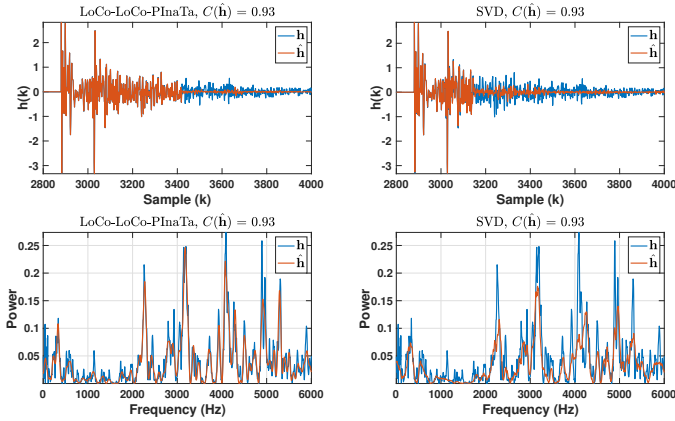 LoCo-LoCo-PInaTa, C(ĥ) = 0.93
h(k)
2
1
0
-1
-2
-3
h
ĥ
2800 3000 3200 3400 3600 3800 4000
Sample (k)
SVD, C(ĥ) = 0.93
h(k)
2
1
0
-1
-2
-3
h
ĥ
2800 3000 3200 3400 3600 3800 4000
Sample (k)
LoCo-LoCo-PInaTa, C(ĥ) = 0.93
Power
0.25
0.2
0.15
0.1
0.05
h
ĥ
0 1000 2000 3000 4000 5000 6000
Frequency (Hz)
SVD, C(ĥ) = 0.93
Power
0.25
0.2
0.15
0.1
0.05
h
ĥ
0 1000 2000 3000 4000 5000 6000
Frequency (Hz)